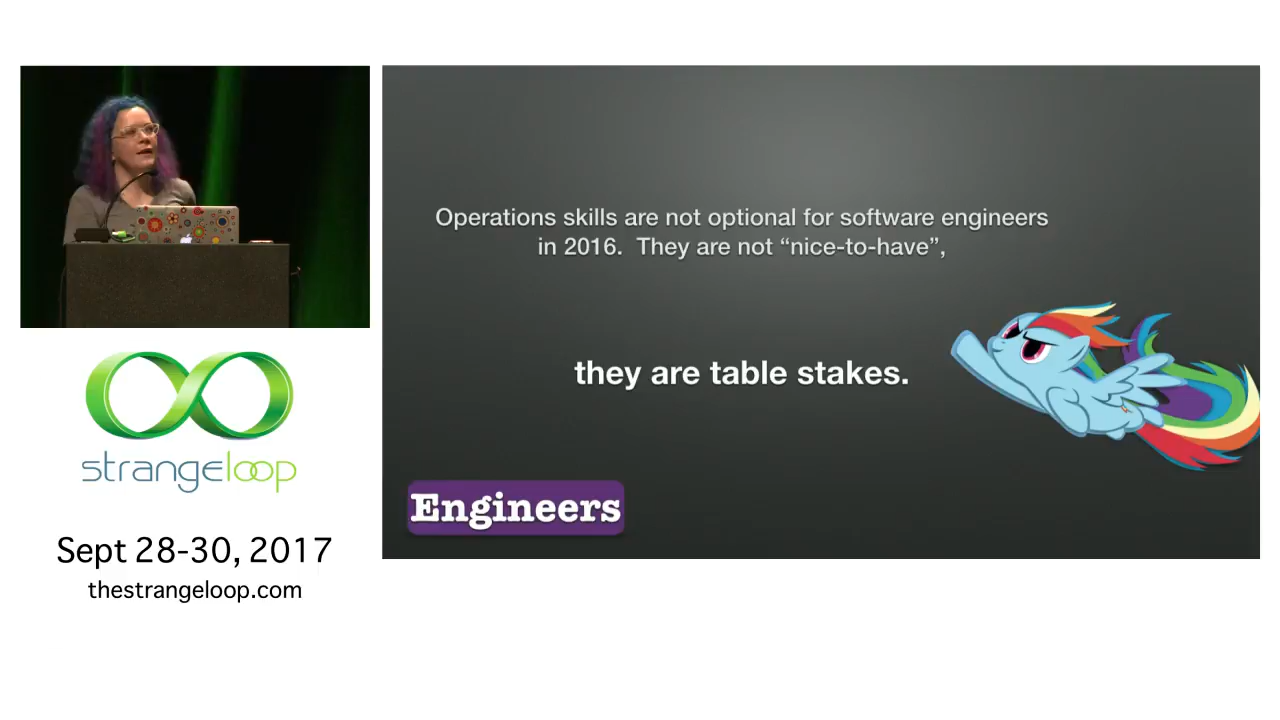 Operations skills are not optional for software engineers
in 2016. They are not “nice-to-have”,
they are table stakes.
Engineers
strangeloop
Sept 28-30, 2017
thestrangeloop.com